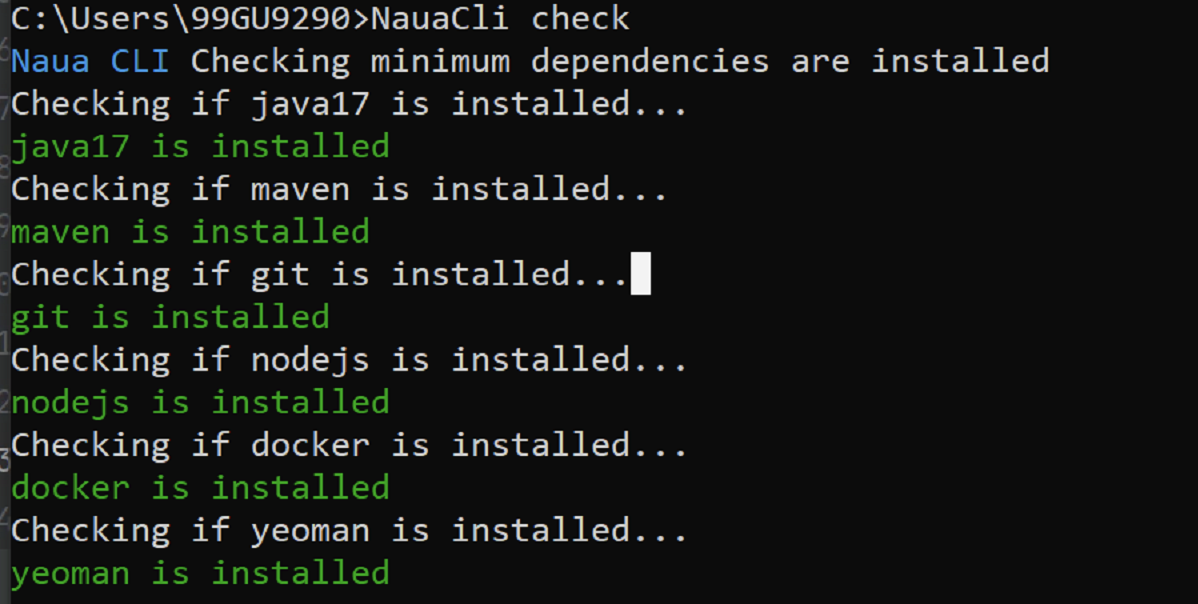 C:\Users\99GU9290>NauaCli check
Naua CLI Checking minimum dependencies are installed
Checking if java17 is installed...
java17 is installed
Checking if maven is installed...
maven is installed
Checking if git is installed...
git is installed
Checking if nodejs is installed...
nodejs is installed
Checking if docker is installed...
docker is installed
Checking if yeoman is installed...
yeoman is installed